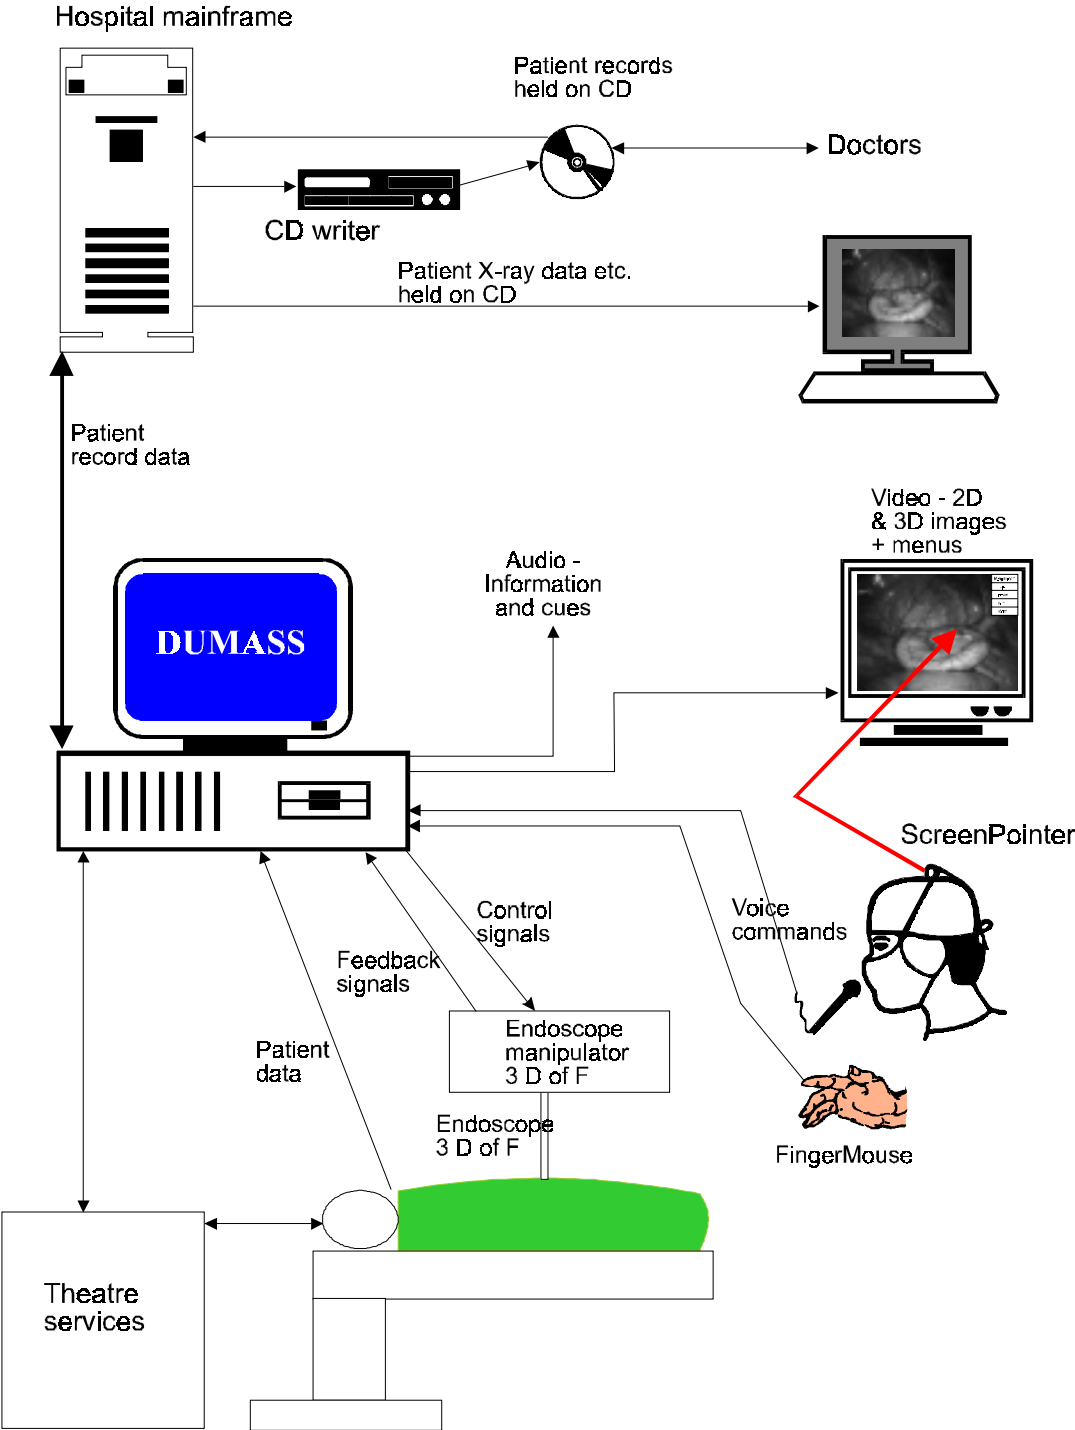 Hospital mainframe
Patient records
held on CD
Doctors
CD writer
Patient X-ray data etc.
held on CD
Patient
record data
Video - 2D
& 3D images
+ menus
Audio -
Information
and cues
DUMASS
ScreenPointer
Voice
commands
Control
signals
Feedback
signals
Endoscope
manipulator
3 D of F
Patient
data
Endoscope
3 D of F
FingerMouse
Theatre
services